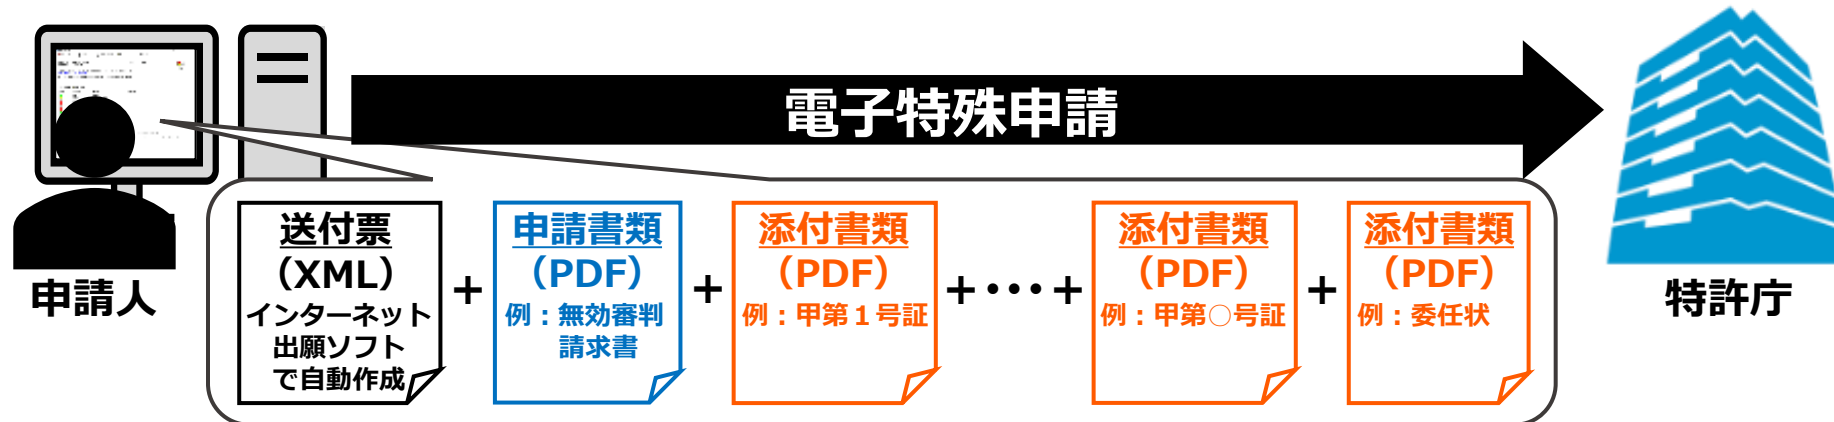 電子特殊申請
申請人
送付票
（XML）
インターネット
出願ソフト
で自動作成
+
申請書類
（PDF）
例：無効審判
請求書
+
添付書類
（PDF）
例：甲第１号証
+・・・+
添付書類
（PDF）
例：甲第○号証
+
添付書類
（PDF）
例：委任状
特許庁